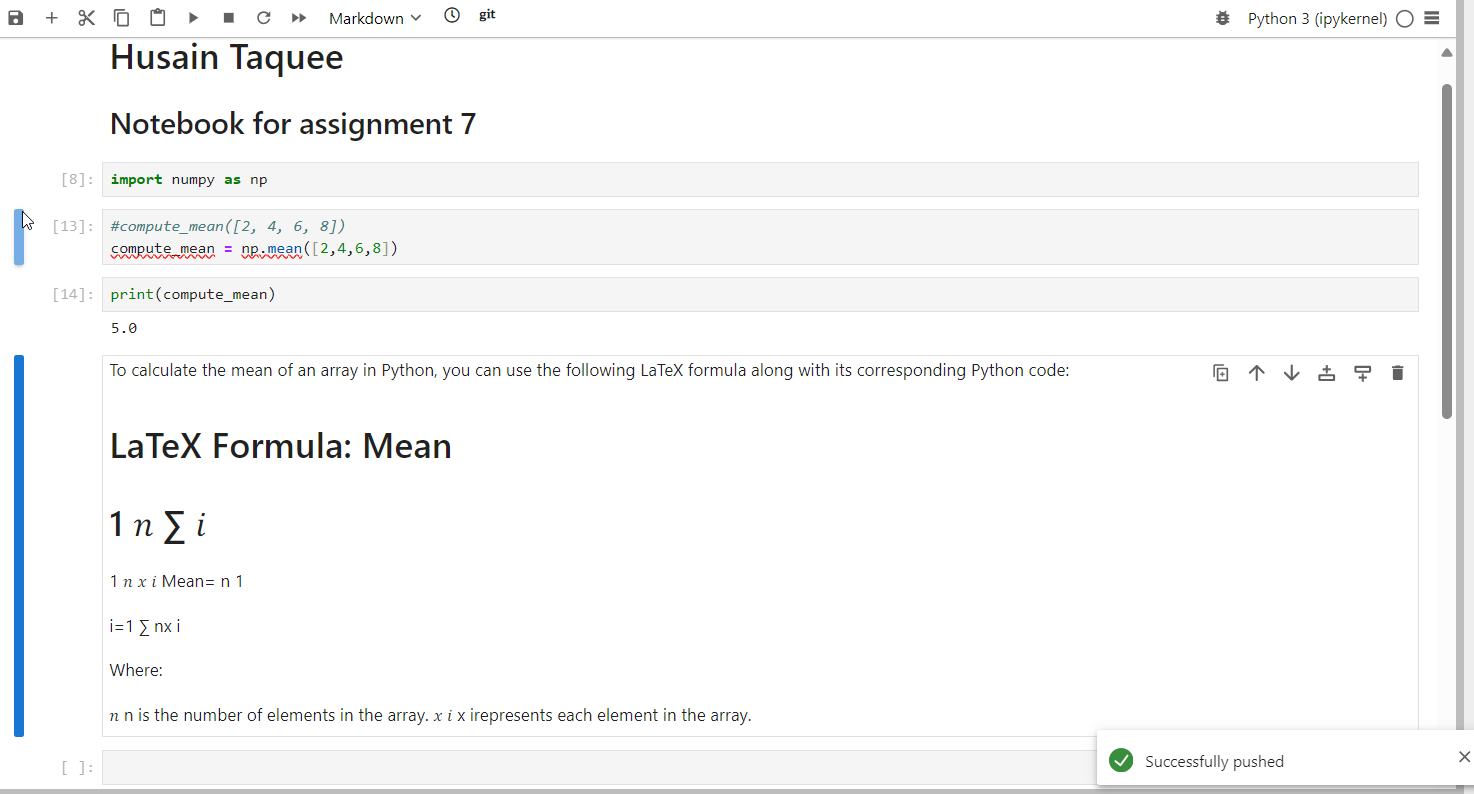 Markdown git Python 3 (ipykernel)
Husain Taquee
Notebook for assignment 7
[8]: import numpy as np
[13]: #compute_mean([2, 4, 6, 8])
compute_mean = np.mean([2,4,6,8])
[14]: print(compute_mean)
5.0
To calculate the mean of an array in Python, you can use the following LaTeX formula along with its corresponding Python code:
LaTeX Formula: Mean
1 𝑛 ∑ 𝑖
1 𝑛 𝑥 𝑖 Mean= n 1
i=1 ∑ nx i
Where:
𝑛 n is the number of elements in the array. 𝑥 𝑖 x irepresents each element in the array.
[ ]:
Successfully pushed